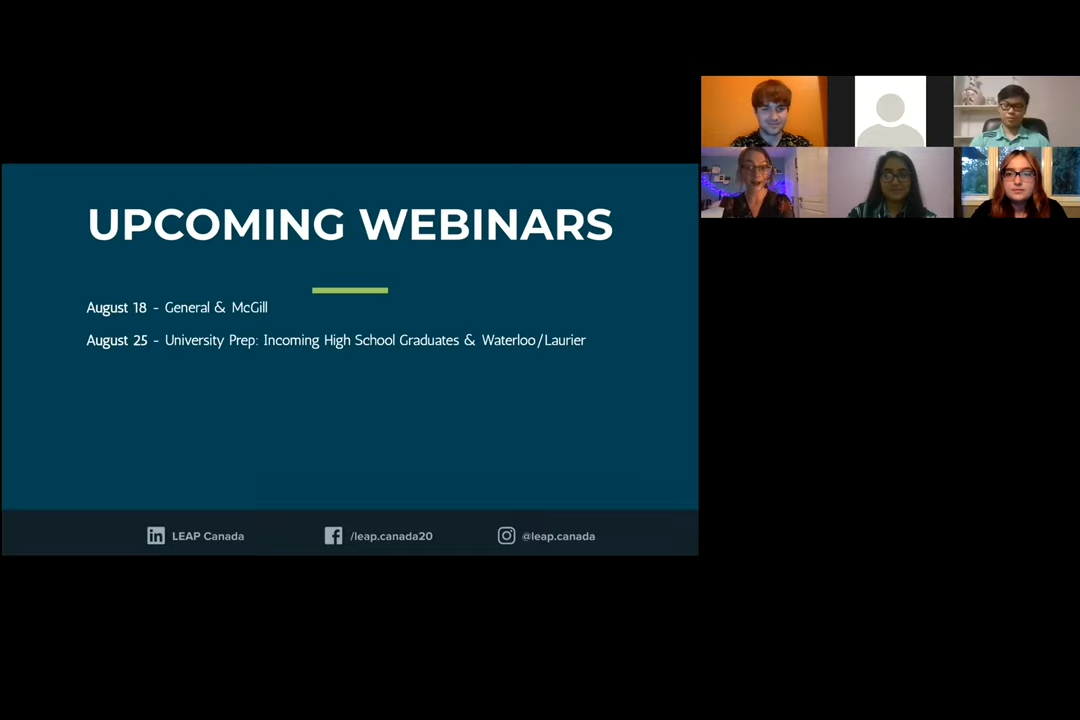 UPCOMING WEBINARS
August 18 - General & McGill
August 25 - University Prep: Incoming High School Graduates & Waterloo/Laurier
LEAP Canada
/leap.canada20
@leap.canada